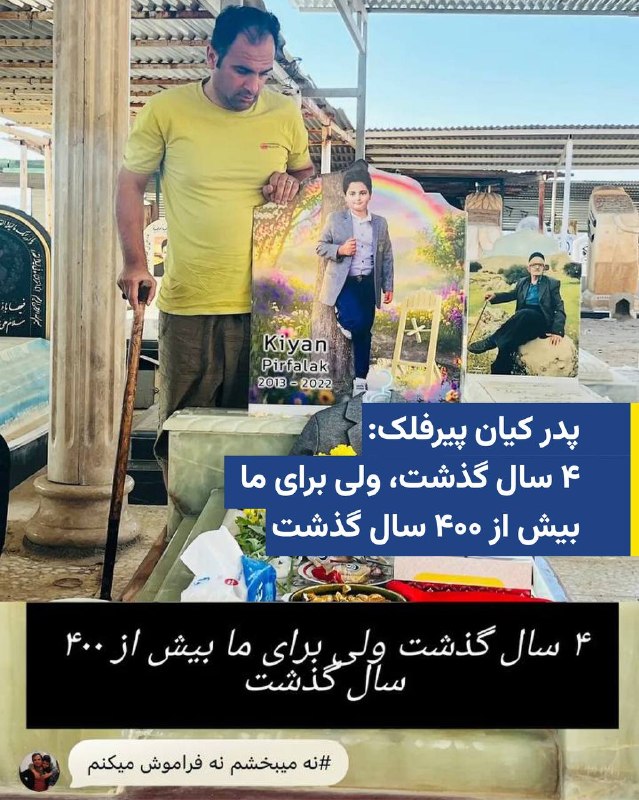 Kiyan
Pirfalak
2013 - 2022
پدر کیان پیرفلک:
۴ سال گذشت، ولی برای ما
بیش از ۴۰۰ سال گذشت
۴ سال گذشت ولی برای ما بیش از ۴۰۰
سال گذشت
#نه میبخشم نه فراموش میکنم